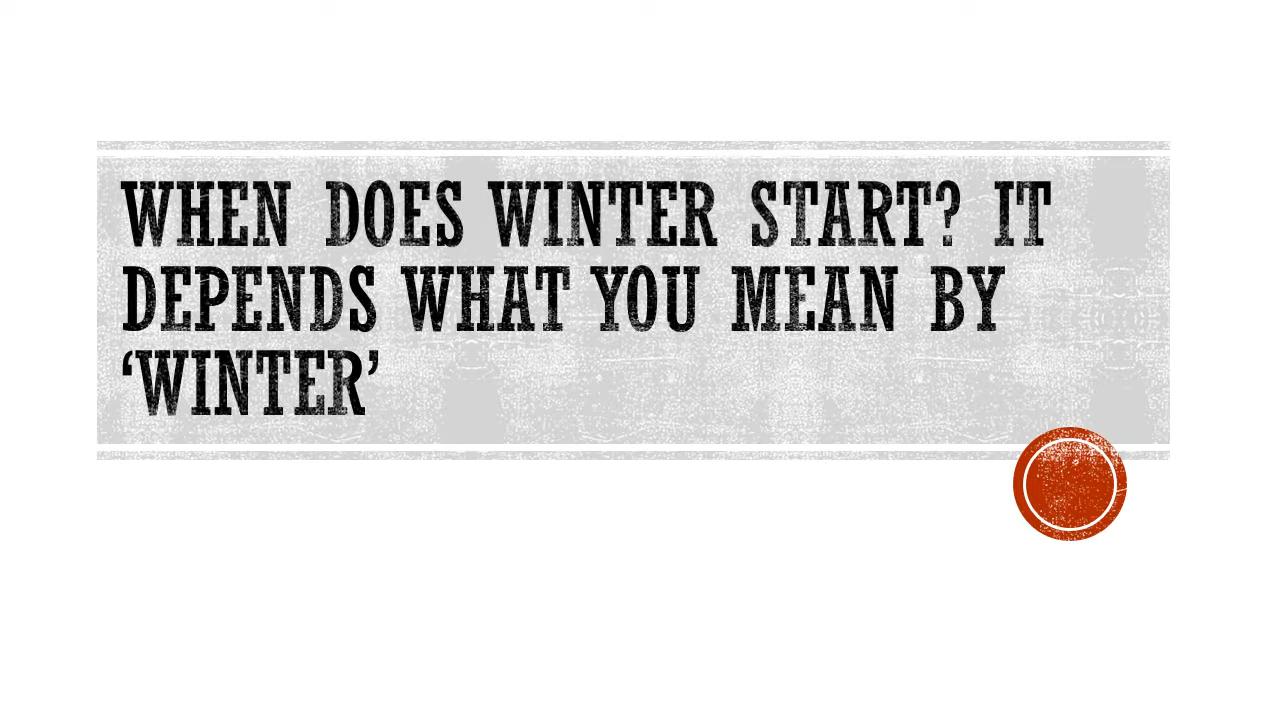 WHEN DOES WINTER START? IT
DEPENDS WHAT YOU MEAN BY
‘WINTER’